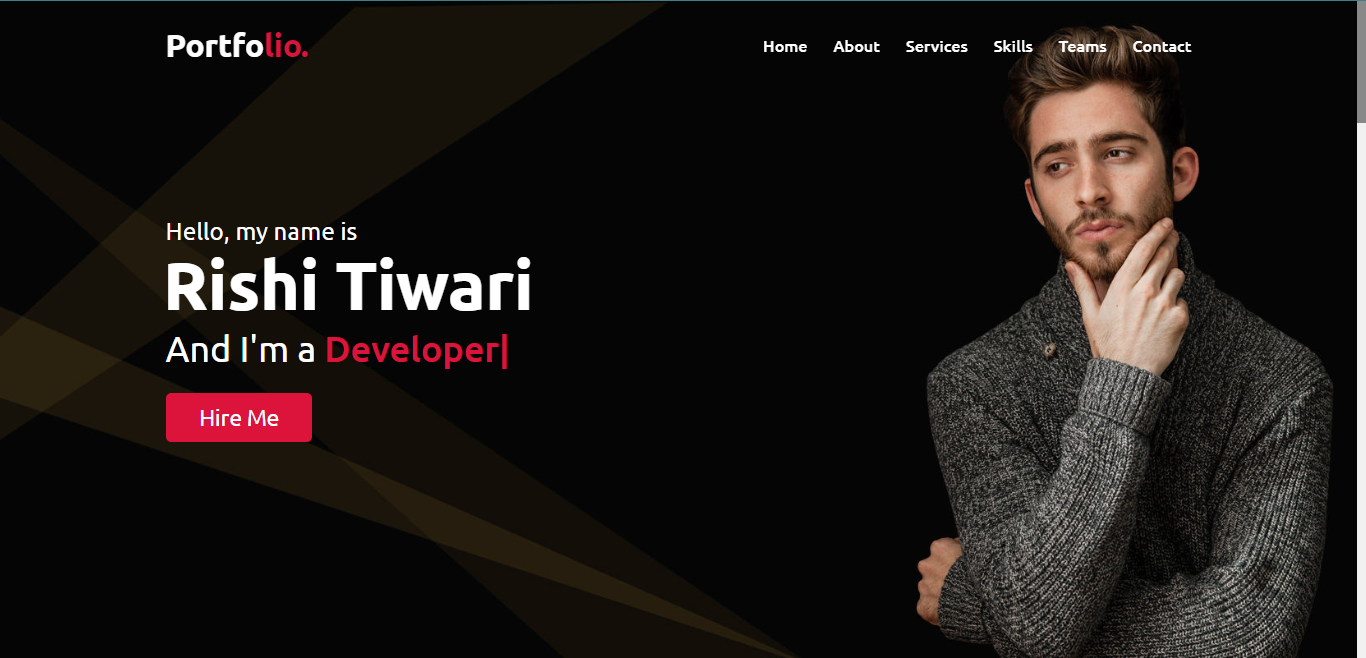 Portfolio.
Home About Services Skills Teams Contact
Hello, my name is
Rishi Tiwari
And I'm a Developer|
Hire Me